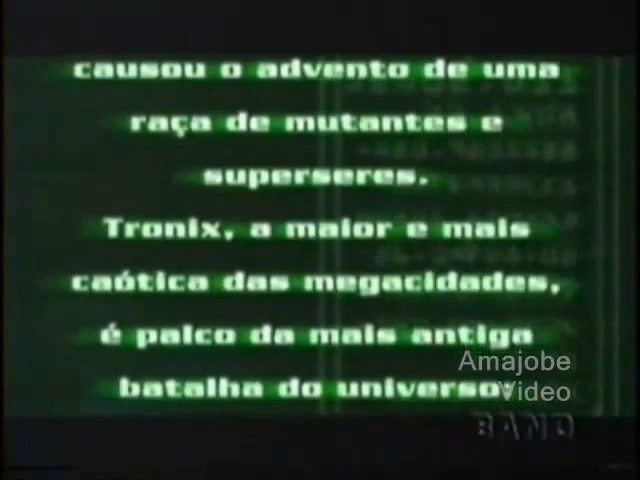 causou o advento de uma
raça de mutantes e
superseres.
Tronix, a maior e mais
caótica das megacidades,
é palco da mais antiga
batalha do universo:
Amajobe
Video
BAND